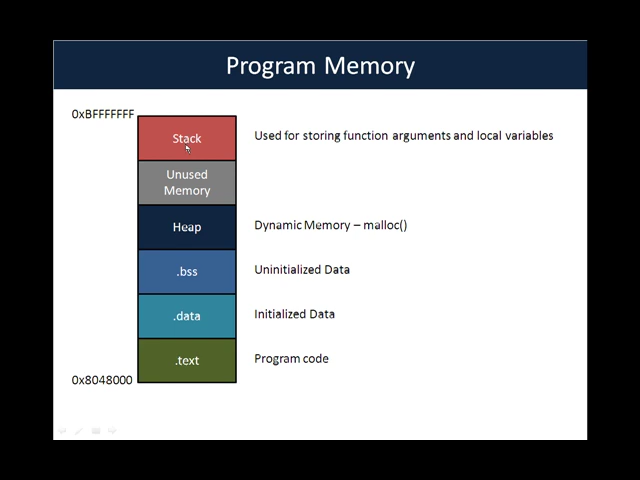 Program Memory
0xBFFFFFFF
Stack
Used for storing function arguments and local variables
Unused
Memory
Heap
Dynamic Memory – malloc()
.bss
Uninitialized Data
.data
Initialized Data
.text
Program code
0x8048000